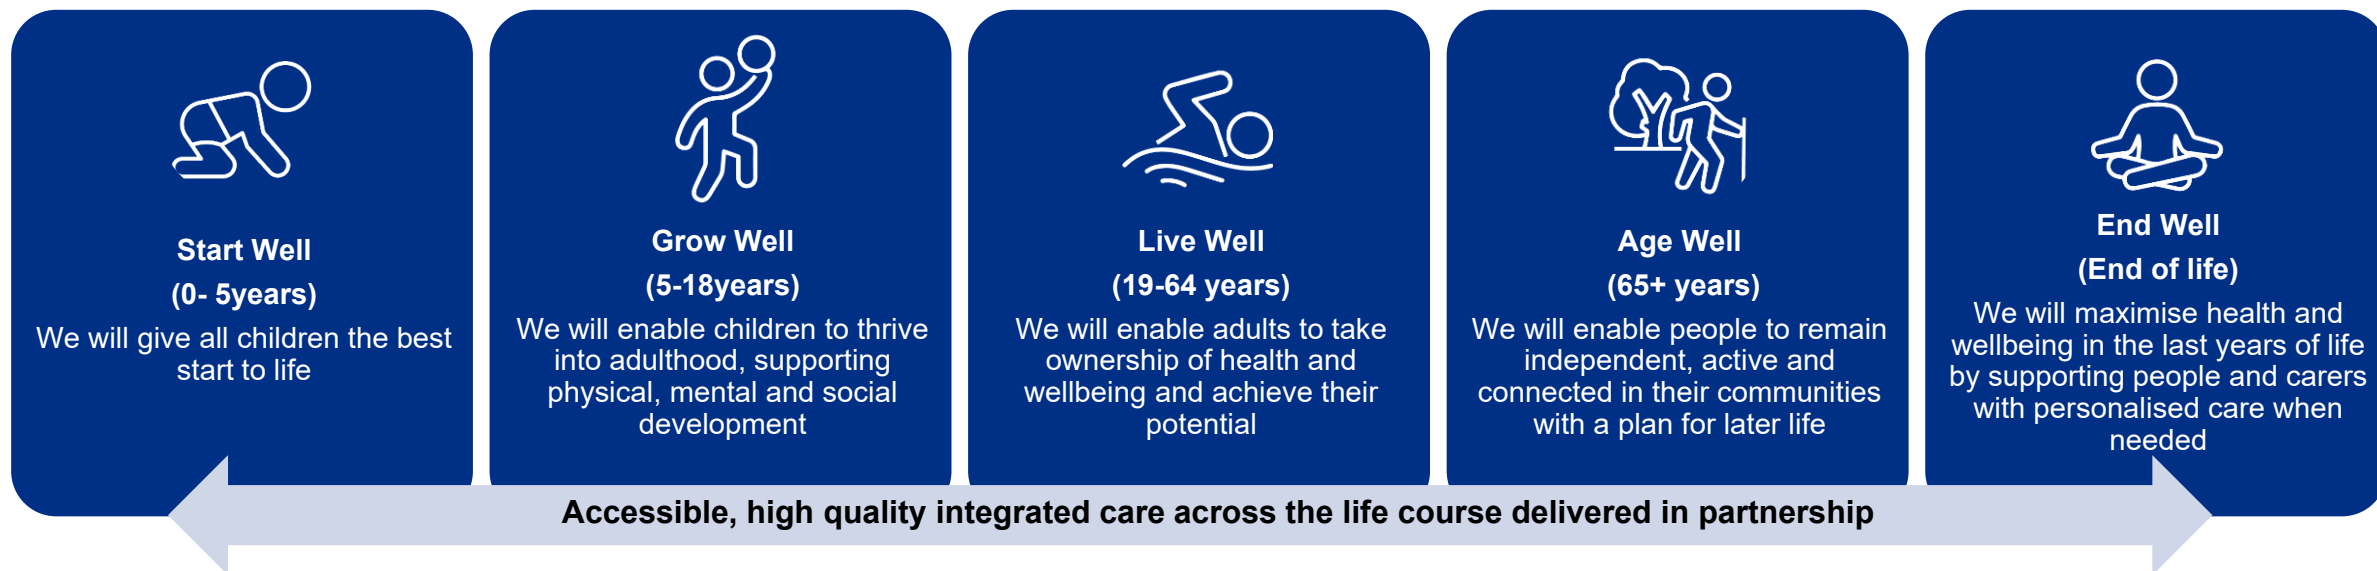 Start Well
(0- 5years)
We will give all children the best
start to life
Grow Well
(5-18years)
We will enable children to thrive
into adulthood, supporting
physical, mental and social
development
Live Well
(19-64 years)
We will enable adults to take
ownership of health and
wellbeing and achieve their
potential
Age Well
(65+ years)
We will enable people to remain
independent, active and
connected in their communities
with a plan for later life
End Well
(End of life)
We will maximise health and
wellbeing in the last years of life
by supporting people and carers
with personalised care when
needed
Accessible, high quality integrated care across the life course delivered in partnership